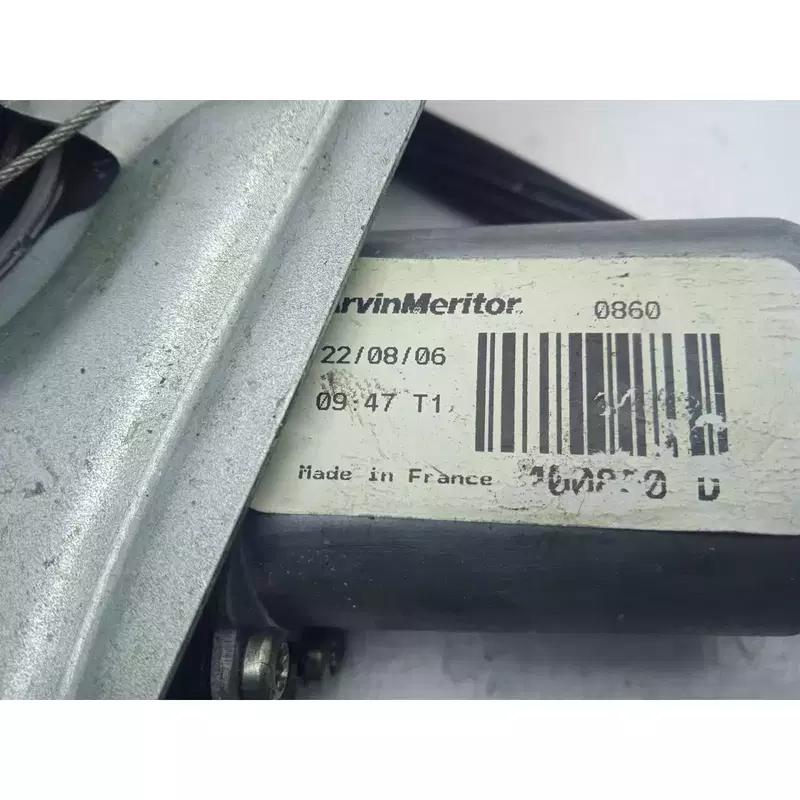 ArvinMeritor 0860
22/08/06
09:47 T1
Made in France D